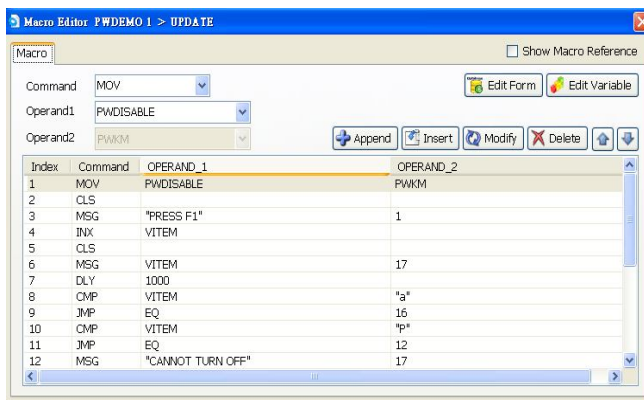 Macro Editor PWDEMO 1 > UPDATE
Macro
Show Macro Reference
Command MOV
Edit Form Edit Variable
Operand1 PWDISABLE
Operand2 PWKM
Append Insert Modify Delete
Index Command OPERAND_1 OPERAND_2
1 MOV PWDISABLE PWKM
2 CLS
3 MSG "PRESS F1" 1
4 INX VITEM
5 CLS
6 MSG VITEM 17
7 DLY 1000
8 CMP VITEM "a"
9 JMP EQ 16
10 CMP VITEM "P"
11 JMP EQ 12
12 MSG "CANNOT TURN OFF" 17